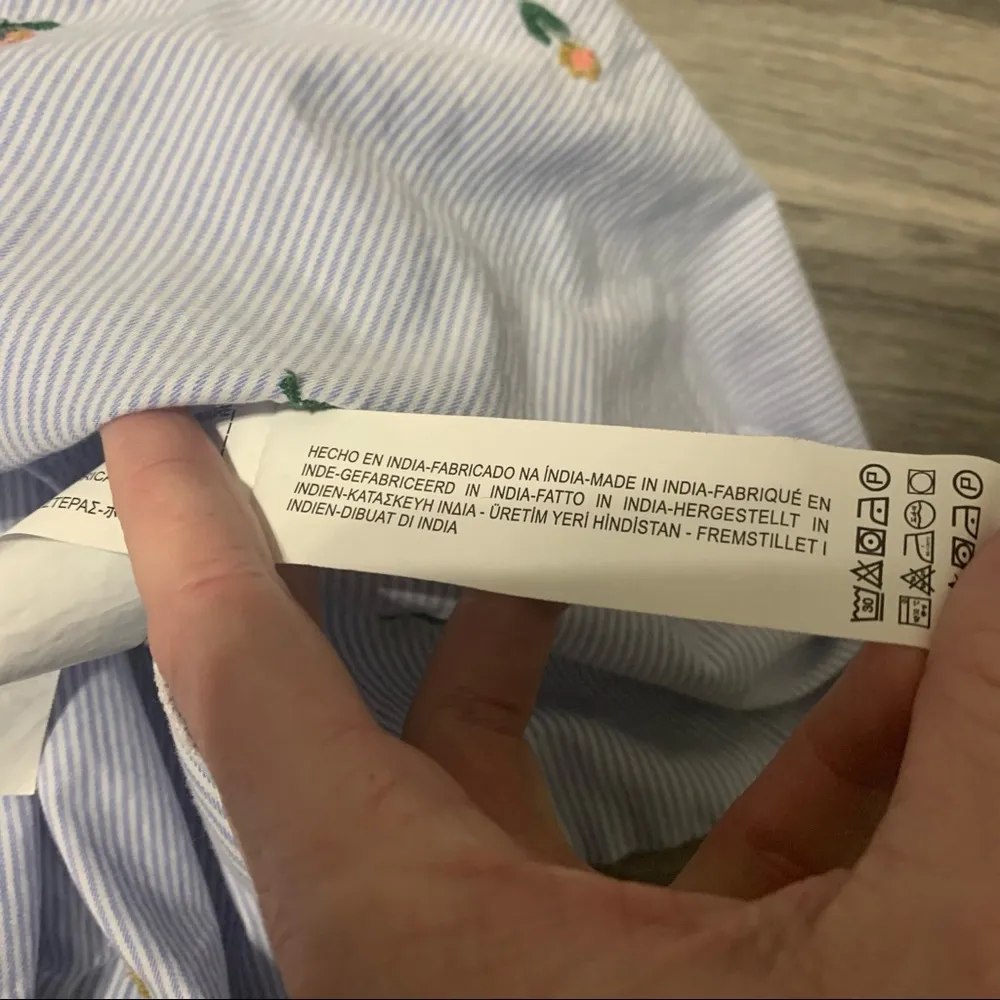 HECHO EN INDIA-FABRICADO NA ÍNDIA-MADE IN INDIA-FABRIQUÉ EN
INDE-GEFABRICEERD IN INDIA-FATTO IN INDIA-HERGESTELLT IN
INDIEN-ΚΑΤΑΣΚΕΥΗ ΙΝΔΙΑ - ÜRETİM YERİ HİNDİSTAN - FREMSTILLET I
INDIEN-DIBUAT DI INDIA
30
P
P